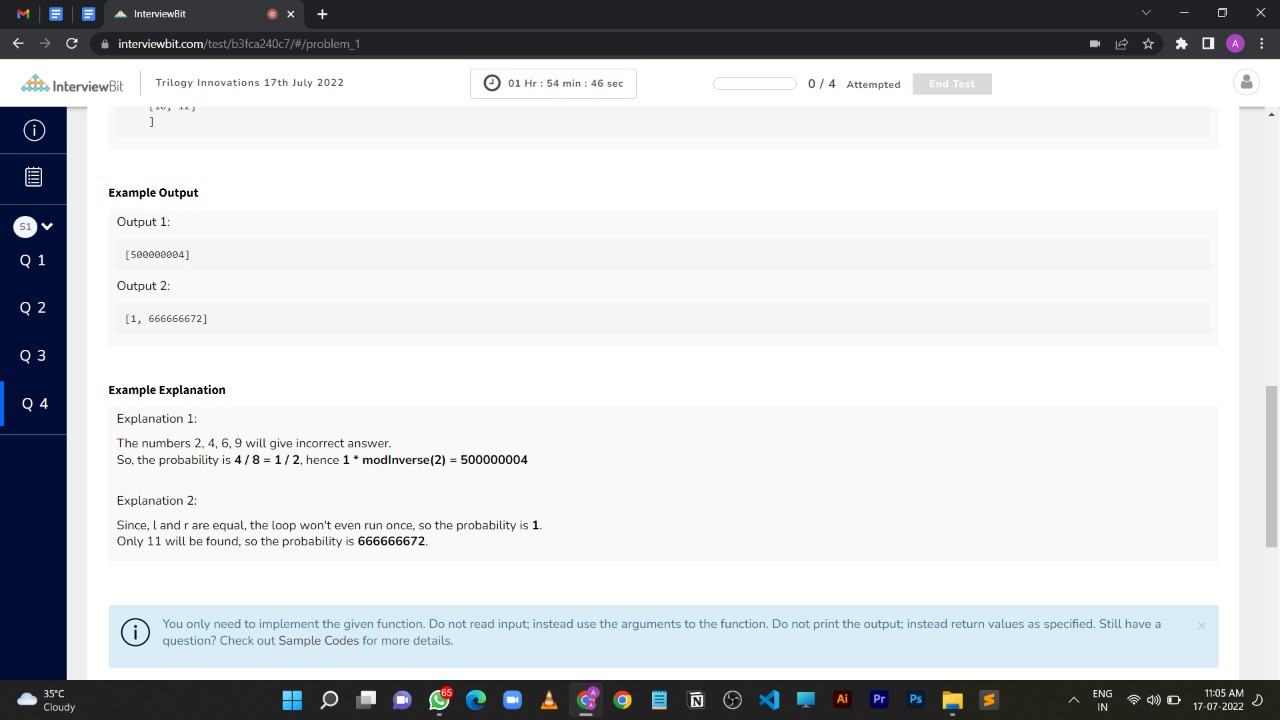 InterviewBit
interviewbit.com/test/b3fca240c7/#/problem_1
A
InterviewBit
Trilogy Innovations 17th July 2022
01 Hr : 54 min : 46 sec
0 / 4 Attempted
End Test
[10, 12]
]
Example Output
Output 1:
[500000004]
Output 2:
[1, 666666672]
S1
Q 1
Q 2
Q 3
Q 4
Example Explanation
Explanation 1:
The numbers 2, 4, 6, 9 will give incorrect answer.
So, the probability is 4 / 8 = 1 / 2, hence 1 * modInverse(2) = 500000004
Explanation 2:
Since, l and r are equal, the loop won't even run once, so the probability is 1.
Only 11 will be found, so the probability is 666666672.
You only need to implement the given function. Do not read input; instead use the arguments to the function. Do not print the output; instead return values as specified. Still have a
question? Check out Sample Codes for more details.
35°C
Cloudy
65
A
Ai
Pr
Ps
ENG
IN
11:05 AM
17-07-2022